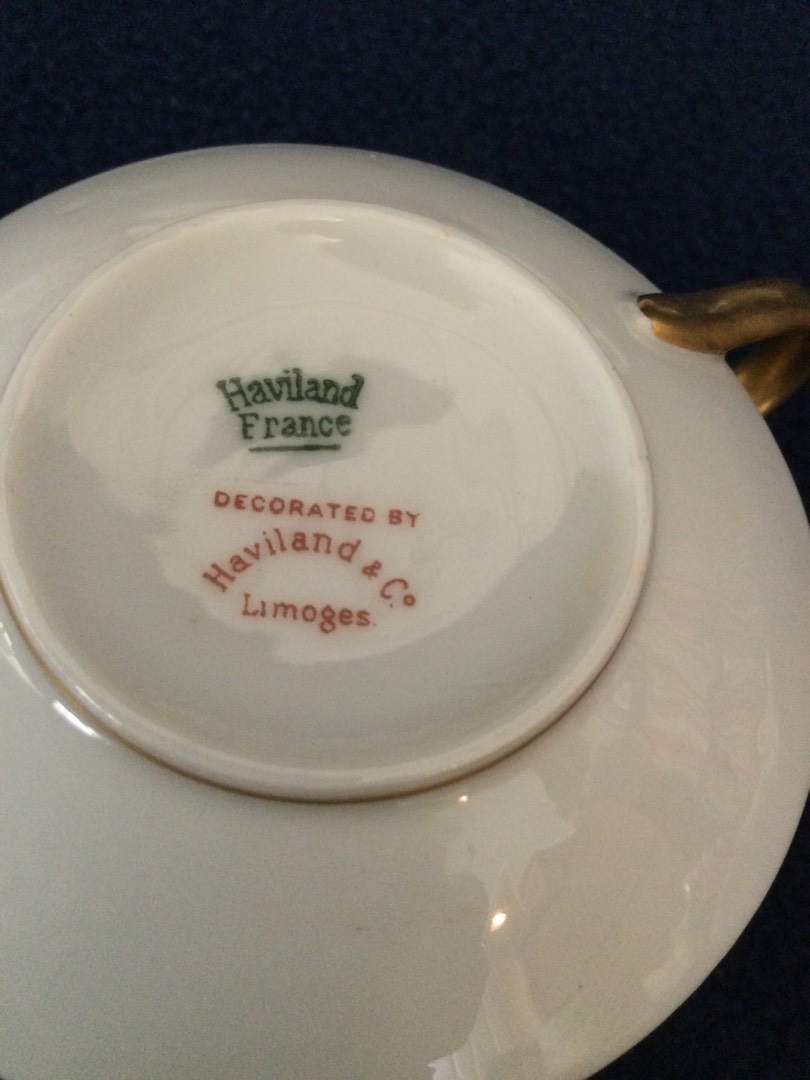 Haviland
France
DECORATED BY
Haviland & Co
Limoges.